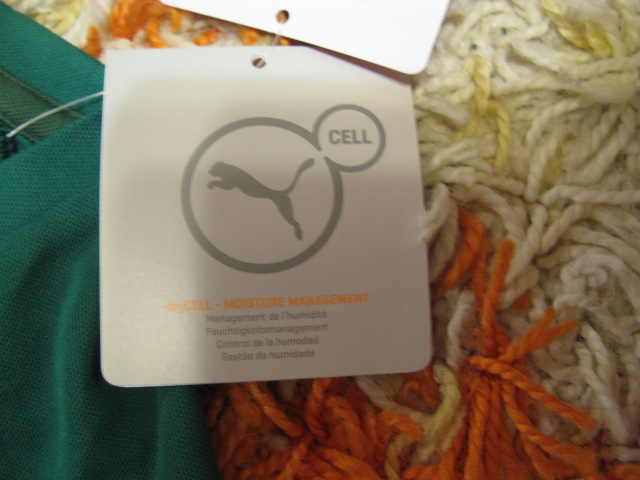 CELL
dryCELL - MOISTURE MANAGEMENT
Management de l'humidité
Feuchtigkeitsmanagement
Control de la humedad
Gestão da humidade